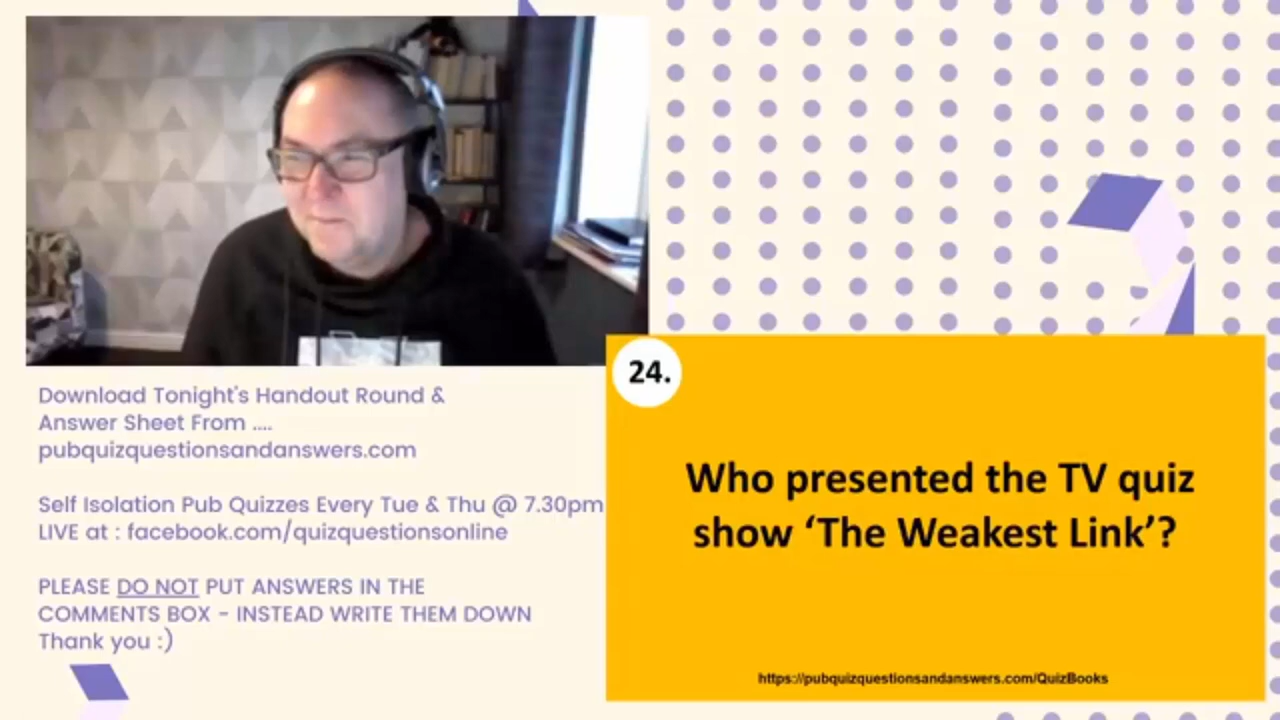 Download Tonight's Handout Round &
Answer Sheet From ....
pubquizquestionsandanswers.com
Self Isolation Pub Quizzes Every Tue & Thu @ 7.30pm
LIVE at : facebook.com/quizquestionsonline
PLEASE DO NOT PUT ANSWERS IN THE
COMMENTS BOX - INSTEAD WRITE THEM DOWN
Thank you :)
24.
Who presented the TV quiz
show ‘The Weakest Link’?
https://pubquizquestionsandanswers.com/QuizBooks